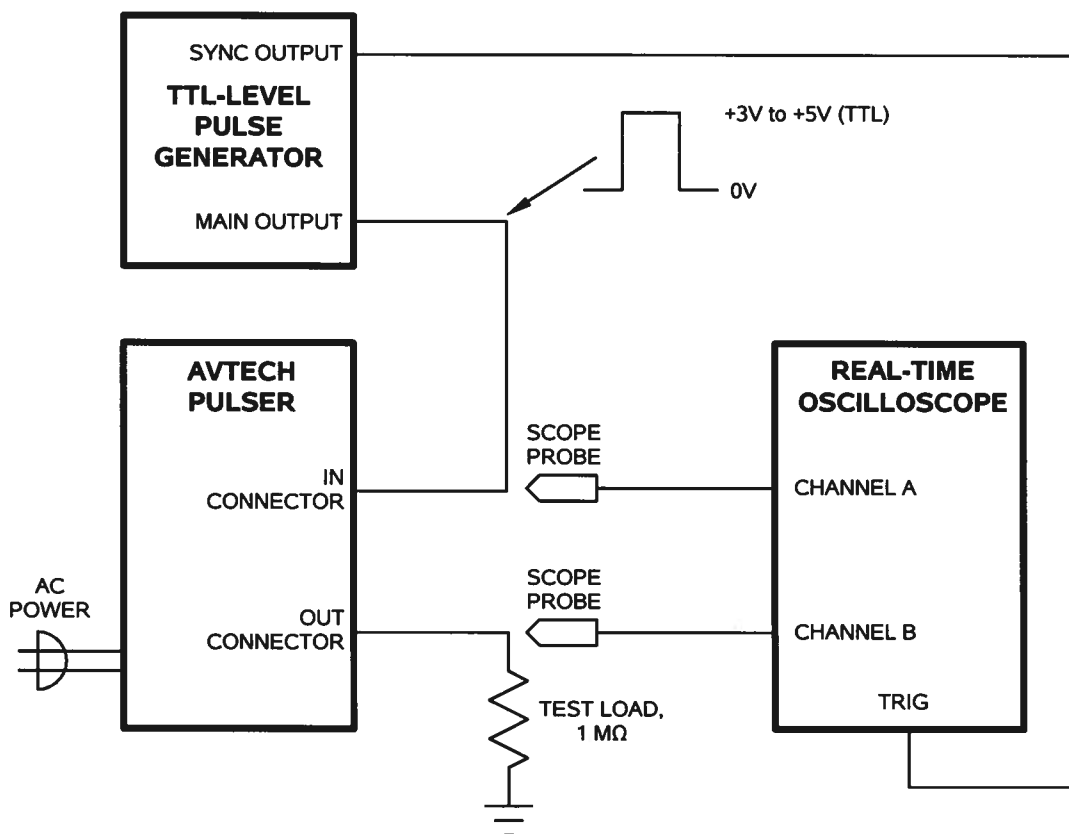 SYNC OUTPUT
TTL-LEVEL
PULSE
GENERATOR
MAIN OUTPUT
+3V to +5V (TTL)
0V
AVTECH
PULSER
IN
CONNECTOR
OUT
CONNECTOR
AC
POWER
SCOPE
PROBE
SCOPE
PROBE
TEST LOAD,
1 MΩ
REAL-TIME
OSCILLOSCOPE
CHANNEL A
CHANNEL B
TRIG